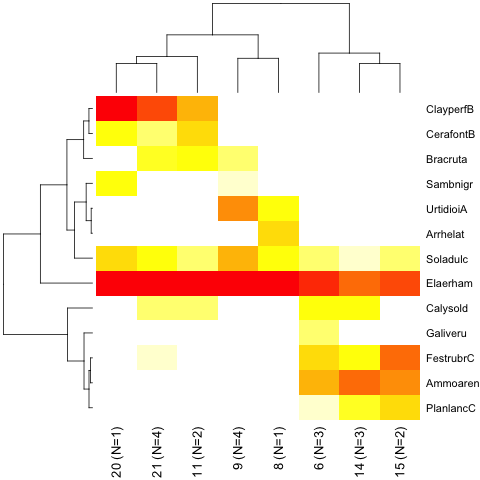 ClayperfB
CerafontB
Bracruta
Sambnigr
UrtidioiA
Arrhelat
Soladulc
Elaerham
Calysold
Galiveru
FestrubrC
Ammoaren
PlanlancC
20 (N=1)
21 (N=4)
11 (N=2)
9 (N=4)
8 (N=1)
6 (N=3)
14 (N=3)
15 (N=2)